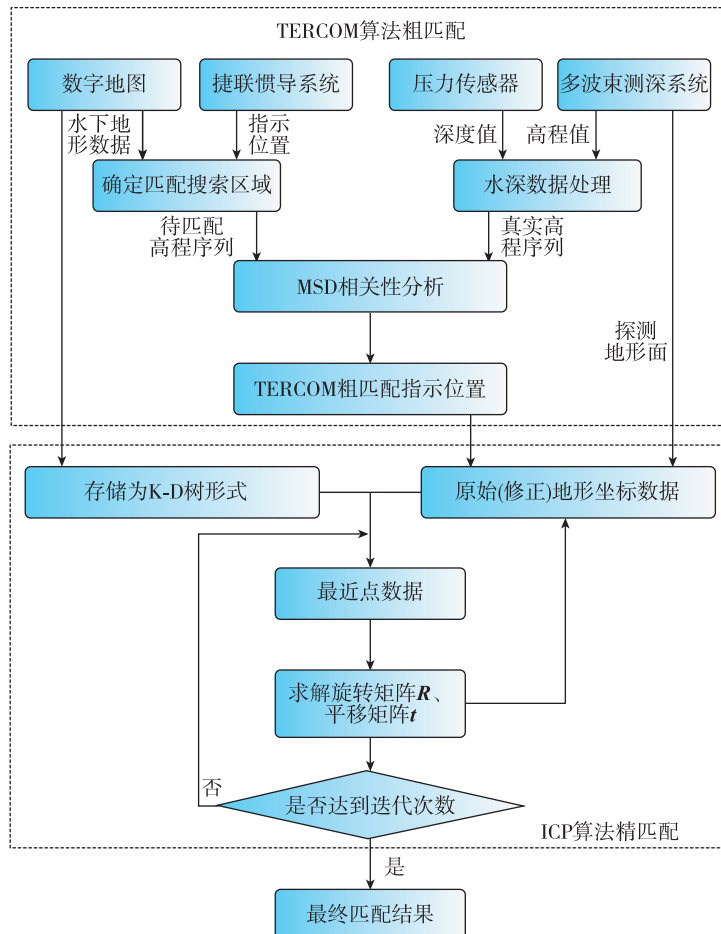 TERCOM算法粗匹配
数字地图
捷联惯导系统
压力传感器
多波束测深系统
水下地
形数据
指示
位置
深度值
高程值
确定匹配搜索区域
水深数据处理
待匹配
高程序列
真实高
程序列
MSD相关性分析
探测
地形面
TERCOM粗匹配指示位置
存储为K-D树形式
原始(修正)地形坐标数据
最近点数据
求解旋转矩阵R、
平移矩阵t
否
是否达到迭代次数
ICP算法精匹配
是
最终匹配结果